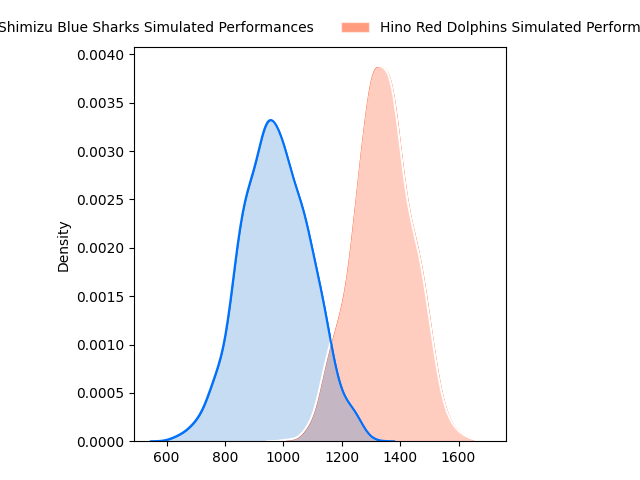 Shimizu Blue Sharks Simulated Performances
Hino Red Dolphins Simulated Perform
Density
0.0040
0.0035
0.0030
0.0025
0.0020
0.0015
0.0010
0.0005
0.0000
600 800 1000 1200 1400 1600